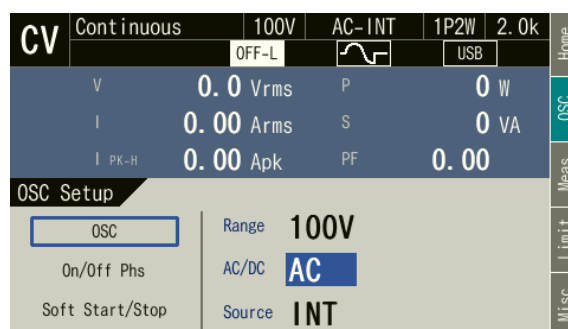 CV Continuous 100V AC-INT 1P2W 2.0k
OFF-L USB
V 0.0 Vrms P 0 W
I 0.00 Arms S 0 VA
I PK-H 0.00 Apk PF 0.00
OSC Setup
OSC Range 100V
On/Off Phs AC/DC AC
Soft Start/Stop Source INT
Home
OSC
Meas
Limit
Misc